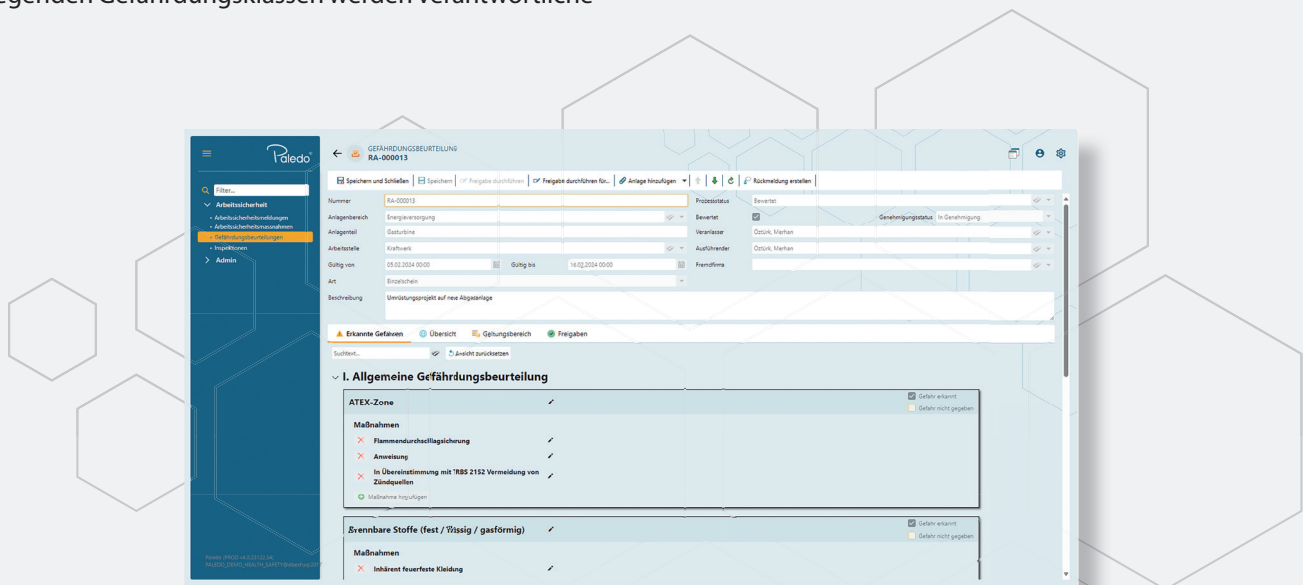 egenden Gefährdungsklassen werden verantwortliche
Paledo
GEFÄHRDUNGSBEURTEILUNG
RA-000013
Speichern und Schließen Speichern Freigabe durchführen Freigabe durchführen für... Anlage hinzufügen Rückmeldung erstellen
Filter...
Arbeitssicherheit
Arbeitssicherheitsmeldungen
Arbeitssicherheitsmassnahmen
Gefährdungsbeurteilungen
Inspektionen
Admin
Nummer RA-000013 Prozessstatus Bewertet
Anlagenbereich Energieversorgung Bewertet Genehmigungsstatus In Genehmigung
Anlagenteil Gasturbine Veranlasser Öztürk, Merhan
Arbeitsstelle Kraftwerk Ausführender Öztürk, Merhan
Gültig von 05.02.2024 00:00 Gültig bis 16.02.2024 00:00 Fremdfirma
Art Einzelschein
Beschreibung Umrüstungsprojekt auf neue Abgasanlage
Erkannte Gefahren Übersicht Geltungsbereich Freigaben
Suchtext... Ansicht zurücksetzen
I. Allgemeine Gefährdungsbeurteilung
ATEX-Zone Gefahr erkannt
Gefahr nicht gegeben
Maßnahmen
Flammendurchschlagsicherung
Anweisung
In Übereinstimmung mit TRBS 2152 Vermeidung von
Zündquellen
Maßnahme hinzufügen
Brennbare Stoffe (fest / flüssig / gasförmig) Gefahr erkannt
Gefahr nicht gegeben
Maßnahmen
Inhärent feuerfeste Kleidung